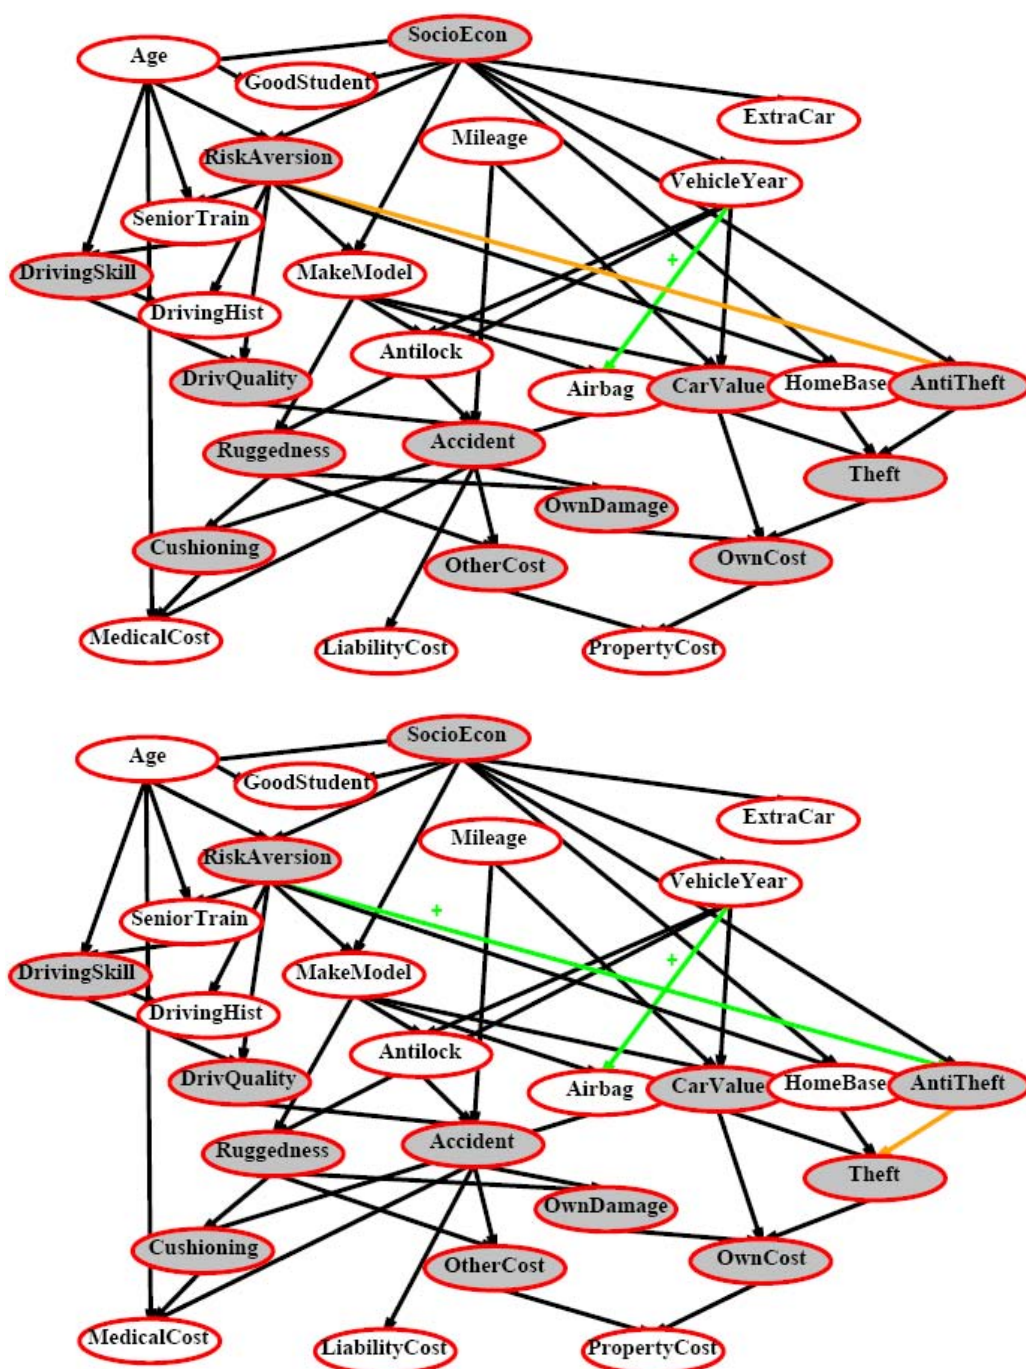 SocioEcon
Age
GoodStudent
ExtraCar
Mileage
RiskAversion
VehicleYear
SeniorTrain
DrivingSkill
MakeModel
DrivingHist
+
Antilock
DrivQuality
Airbag
CarValue
HomeBase
AntiTheft
Ruggedness
Accident
Theft
OwnDamage
Cushioning
OtherCost
OwnCost
MedicalCost
LiabilityCost
PropertyCost
SocioEcon
Age
GoodStudent
ExtraCar
Mileage
RiskAversion
VehicleYear
+
SeniorTrain
DrivingSkill
MakeModel
+
DrivingHist
Antilock
DrivQuality
Airbag
CarValue
HomeBase
AntiTheft
Ruggedness
Accident
Theft
OwnDamage
Cushioning
OtherCost
OwnCost
MedicalCost
LiabilityCost
PropertyCost